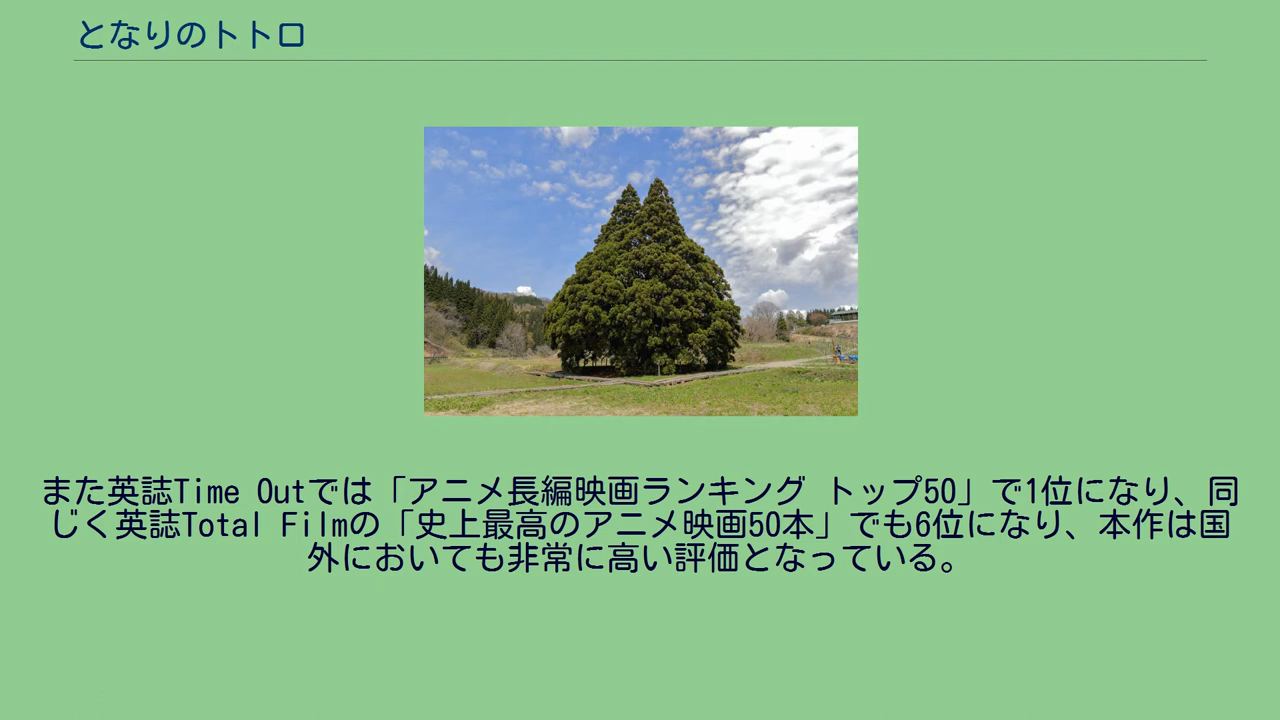 となりのトトロ
また英誌Time Outでは「アニメ長編映画ランキング トップ50」で1位になり、同
じく英誌Total Filmの「史上最高のアニメ映画50本」でも6位になり、本作は国
外においても非常に高い評価となっている。